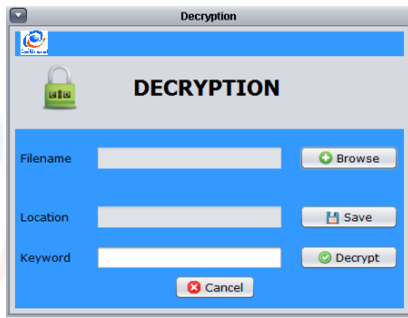 Decryption
DECRYPTION
Filename Browse
Location Save
Keyword Decrypt
Cancel